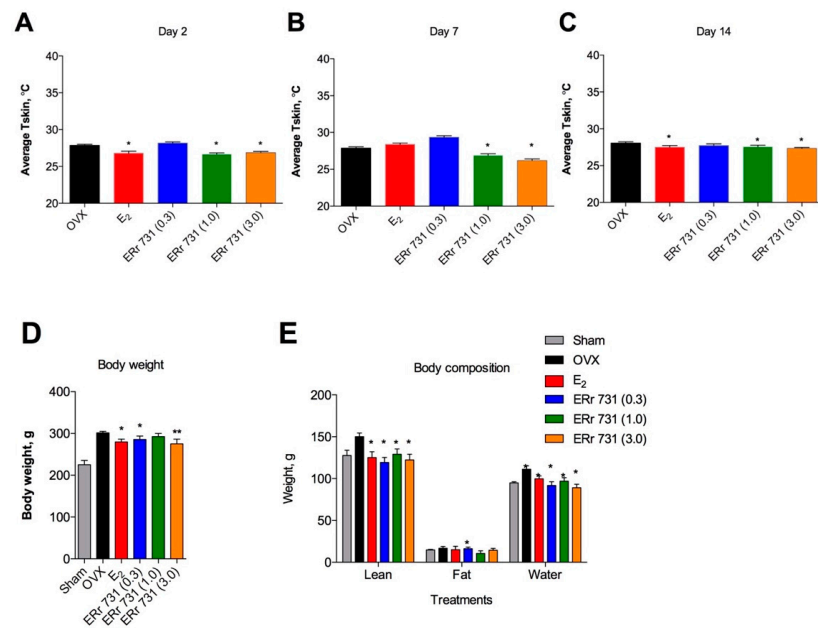 A
Day 2
Average Tskin, °C
40
35
30
25
20
OVX
E2
ERr 731 (0.3)
ERr 731 (1.0)
ERr 731 (3.0)
*
*
*
B
Day 7
Average Tskin, °C
40
35
30
25
20
OVX
E2
ERr 731 (0.3)
ERr 731 (1.0)
ERr 731 (3.0)
*
*
C
Day 14
Average Tskin, °C
40
35
30
25
20
OVX
E2
ERr 731 (0.3)
ERr 731 (1.0)
ERr 731 (3.0)
*
*
*
D
Body weight
Body weight, g
400
300
200
100
0
Sham
OVX
E2
ERr 731 (0.3)
ERr 731 (1.0)
ERr 731 (3.0)
*
*
**
E
Body composition
Weight, g
200
150
100
50
0
* * * *
*
* * * * *
Lean
Fat
Water
Treatments
Sham
OVX
E2
ERr 731 (0.3)
ERr 731 (1.0)
ERr 731 (3.0)